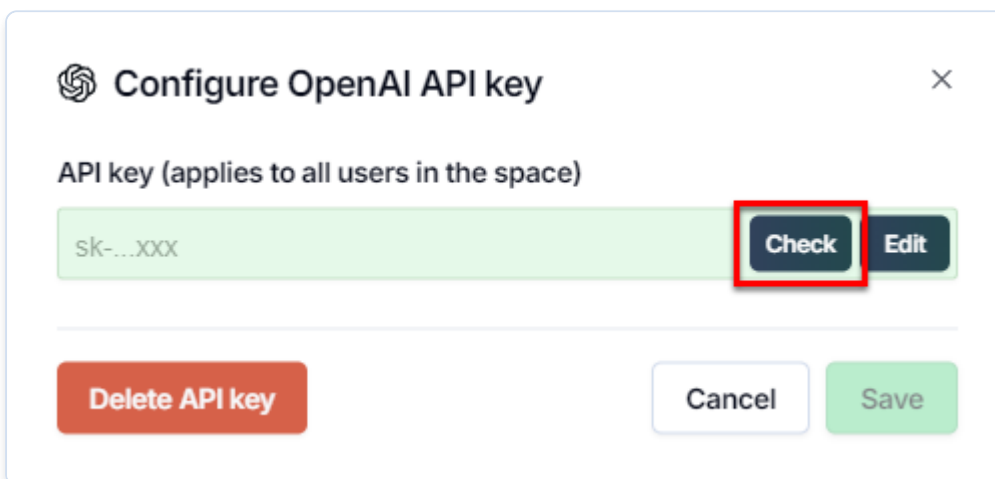 Configure OpenAI API key
API key (applies to all users in the space)
sk-...xxx Check Edit
Delete API key Cancel Save